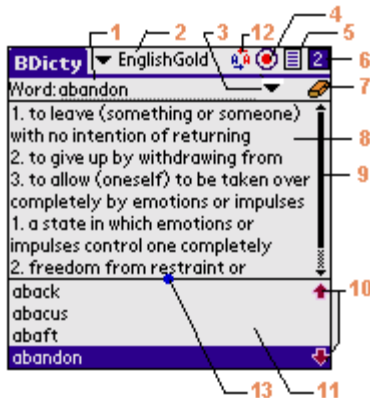 1 2 3 12 4 5
BDicty EnglishGold 2 6
Word: abandon 7
1. to leave (something or someone)
with no intention of returning 8
2. to give up by withdrawing from
3. to allow (oneself) to be taken over 9
completely by emotions or impulses
1. a state in which emotions or
impulses control one completely
2. freedom from restraint or
aback 10
abacus
abaft
abandon
13 11